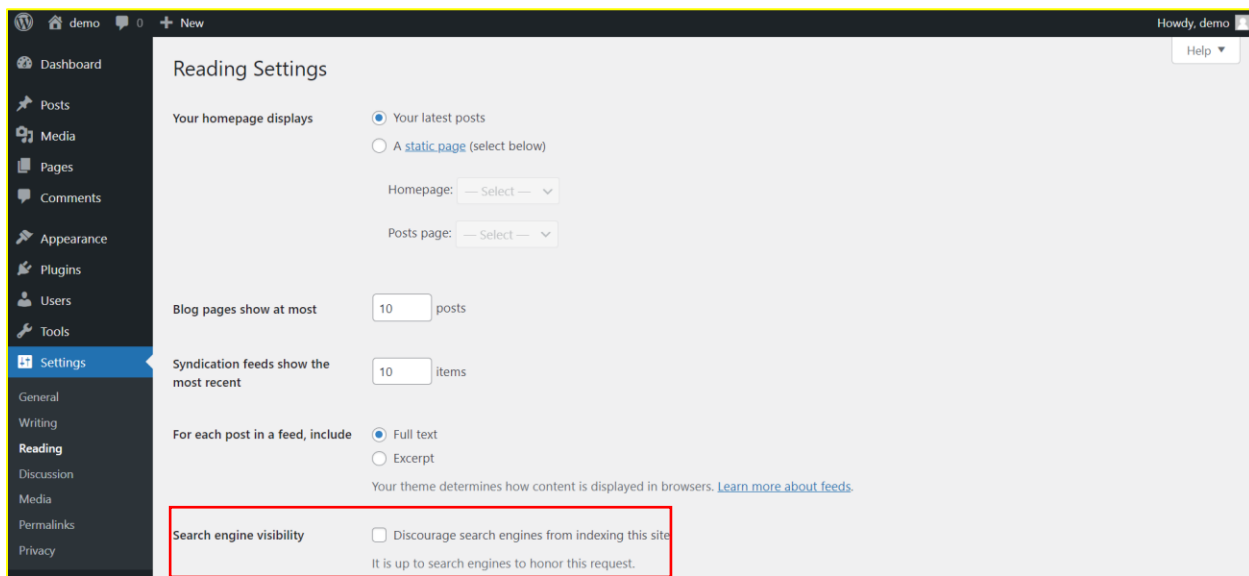 demo 0 New Howdy, demo
Help
Dashboard
Posts
Media
Pages
Comments
Appearance
Plugins
Users
Tools
Settings
General
Writing
Reading
Discussion
Media
Permalinks
Privacy
Reading Settings
Your homepage displays
Your latest posts
A static page (select below)
Homepage: — Select —
Posts page: — Select —
Blog pages show at most 10 posts
Syndication feeds show the
most recent
10 items
For each post in a feed, include
Full text
Excerpt
Your theme determines how content is displayed in browsers. Learn more about feeds.
Search engine visibility
Discourage search engines from indexing this site
It is up to search engines to honor this request.